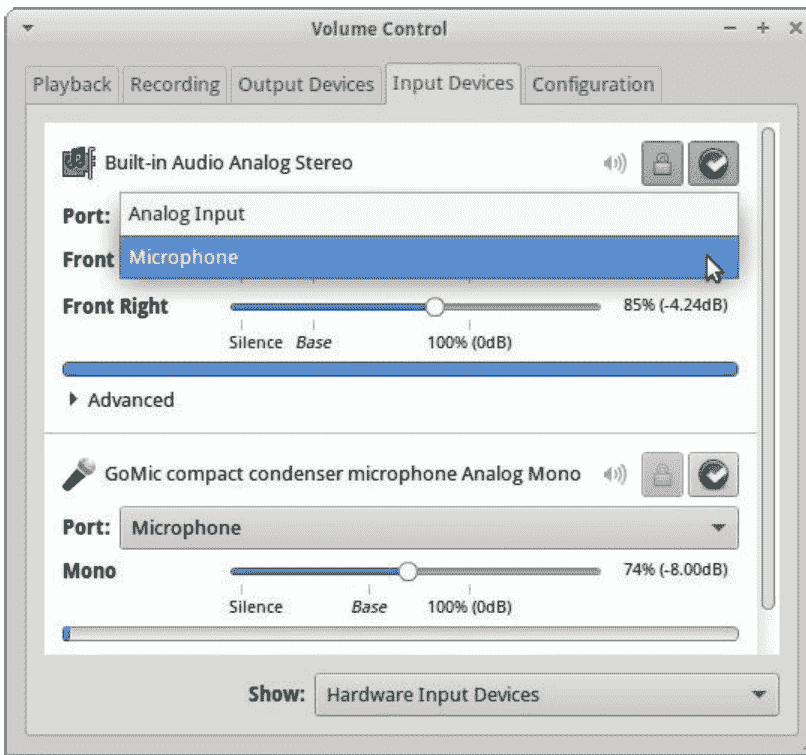 Volume Control
Playback Recording Output Devices Input Devices Configuration
Built-in Audio Analog Stereo
Port: Analog Input
Front Microphone
Front Right 85% (-4.24dB)
Silence Base 100% (0dB)
Advanced
GoMic compact condenser microphone Analog Mono
Port: Microphone
Mono 74% (-8.00dB)
Silence Base 100% (0dB)
Show: Hardware Input Devices